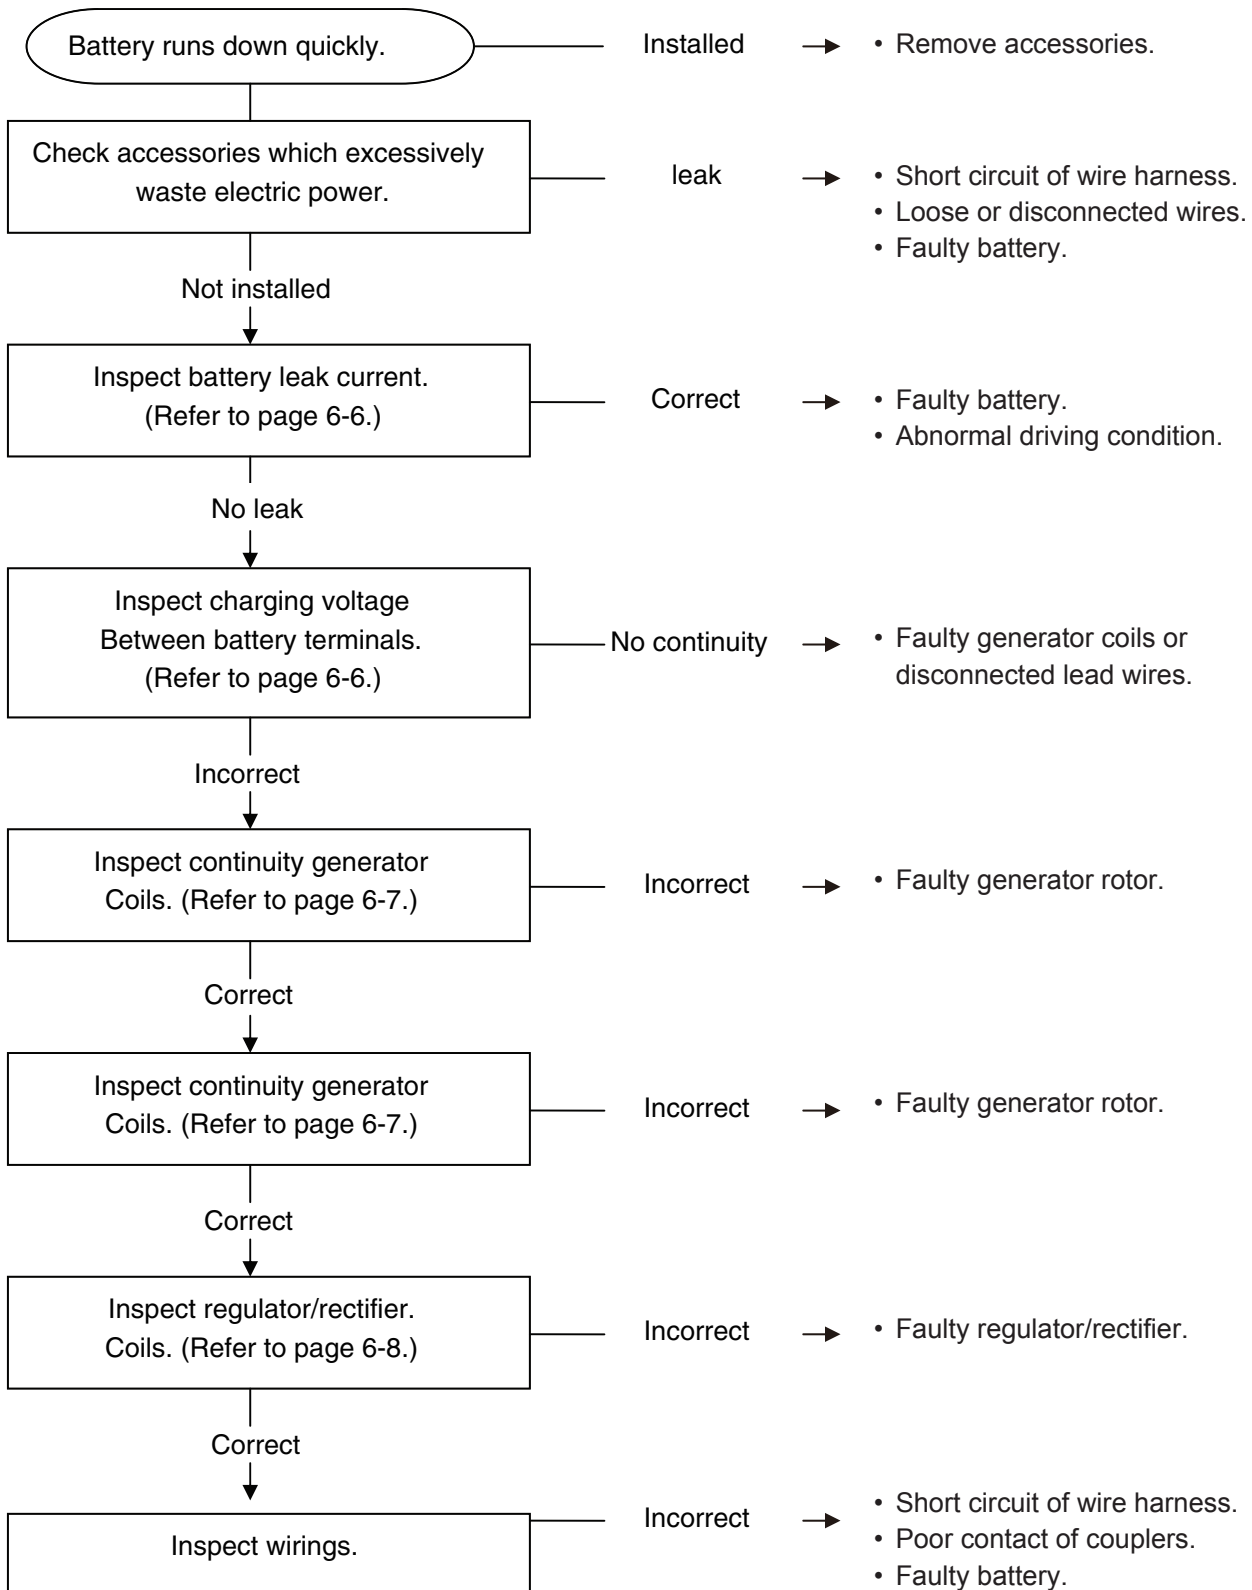 Battery runs down quickly.
Installed
• Remove accessories.
Check accessories which excessively
waste electric power.
leak
• Short circuit of wire harness.
• Loose or disconnected wires.
• Faulty battery.
Not installed
Inspect battery leak current.
(Refer to page 6-6.)
Correct
• Faulty battery.
• Abnormal driving condition.
No leak
Inspect charging voltage
Between battery terminals.
(Refer to page 6-6.)
No continuity
• Faulty generator coils or
disconnected lead wires.
Incorrect
Inspect continuity generator
Coils. (Refer to page 6-7.)
Incorrect
• Faulty generator rotor.
Correct
Inspect continuity generator
Coils. (Refer to page 6-7.)
Incorrect
• Faulty generator rotor.
Correct
Inspect regulator/rectifier.
Coils. (Refer to page 6-8.)
Incorrect
• Faulty regulator/rectifier.
Correct
Inspect wirings.
Incorrect
• Short circuit of wire harness.
• Poor contact of couplers.
• Faulty battery.